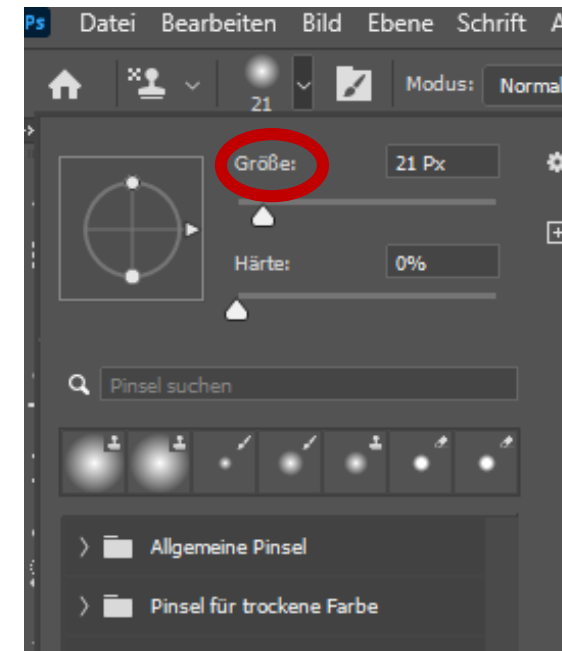 Ps Datei Bearbeiten Bild Ebene Schrift A
21 Modus: Normal
Größe: 21 Px
Härte: 0%
Pinsel suchen
Allgemeine Pinsel
Pinsel für trockene Farbe